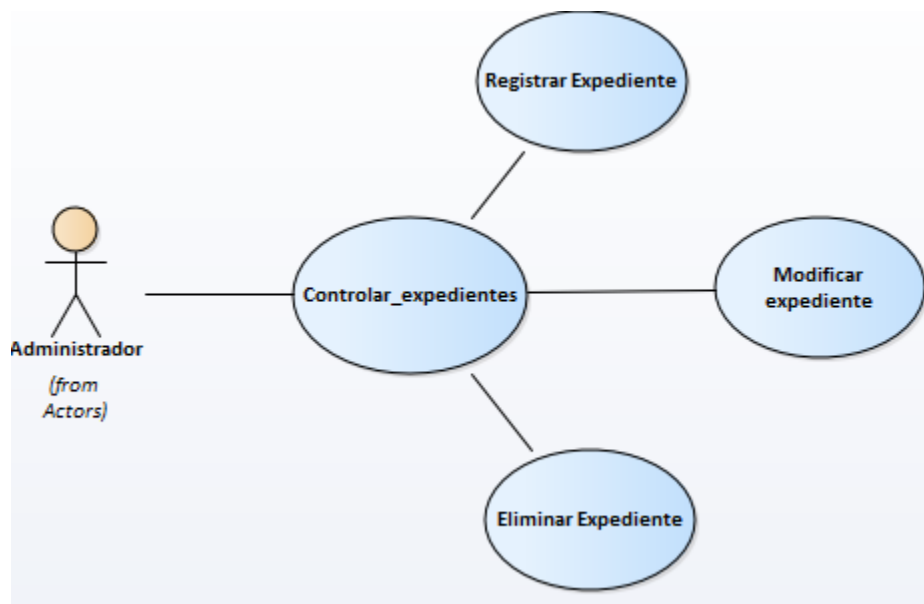 Registrar Expediente
Controlar_expedientes
Modificar
expediente
Administrador
(from
Actors)
Eliminar Expediente